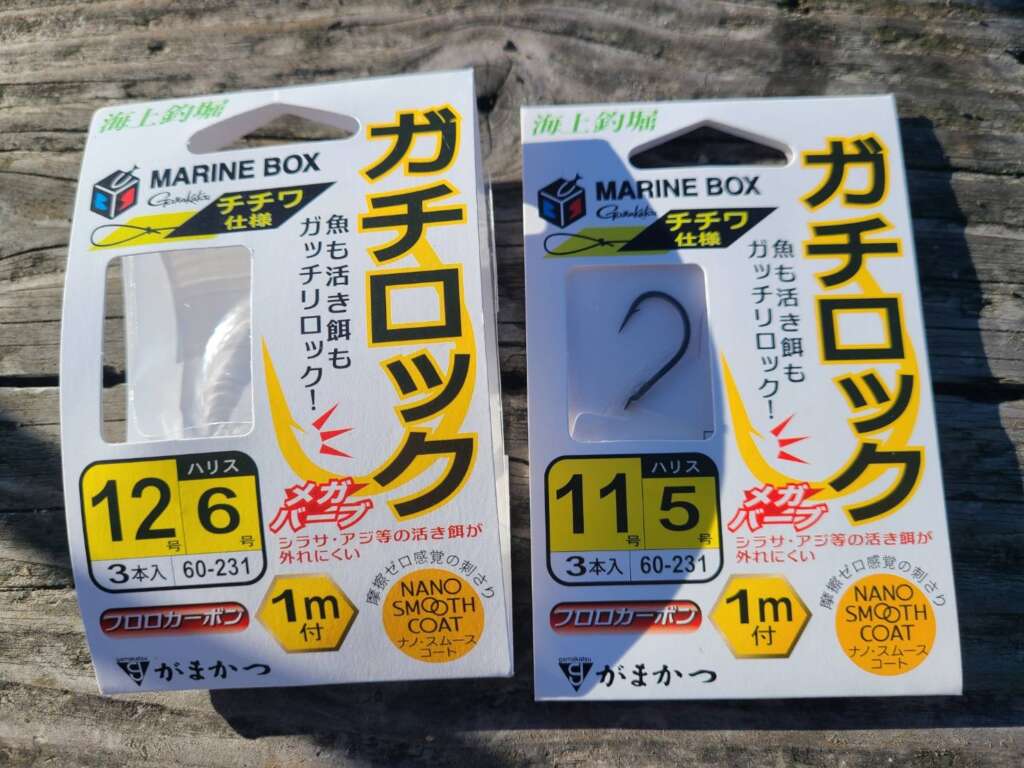 海上釣堀
MARINE BOX
Gamakatsu
チチワ
仕様
ガチロック
魚も活き餌も
ガッチリロック!
メガ
バーブ
シラサ・アジ等の活き餌が
外れにくい
12号
ハリス
6号
3本入
60-231
フロロカーボン
1m
付
摩擦ゼロ感覚の刺さり
NANO
SMOOTH
COAT
ナノ・スムース
コート
gamakatsu
がまかつ
海上釣堀
MARINE BOX
Gamakatsu
チチワ
仕様
ガチロック
魚も活き餌も
ガッチリロック!
メガ
バーブ
シラサ・アジ等の活き餌が
外れにくい
11号
ハリス
5号
3本入
60-231
フロロカーボン
1m
付
摩擦ゼロ感覚の刺さり
NANO
SMOOTH
COAT
ナノ・スムース
コート
gamakatsu
がまかつ